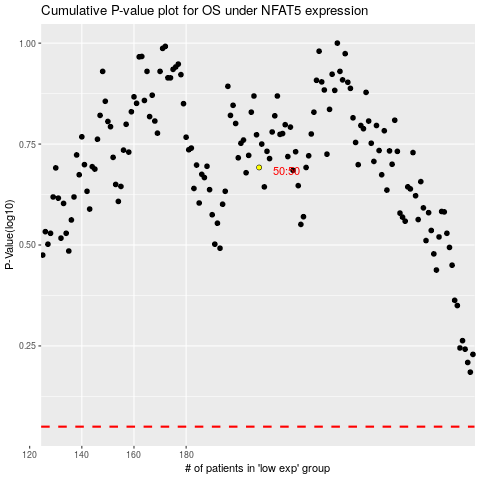 Cumulative P-value plot for OS under NFAT5 expression
P-Value(log10)
1.00
0.75
0.50
0.25
50:50
120 140 160 180
# of patients in 'low exp' group